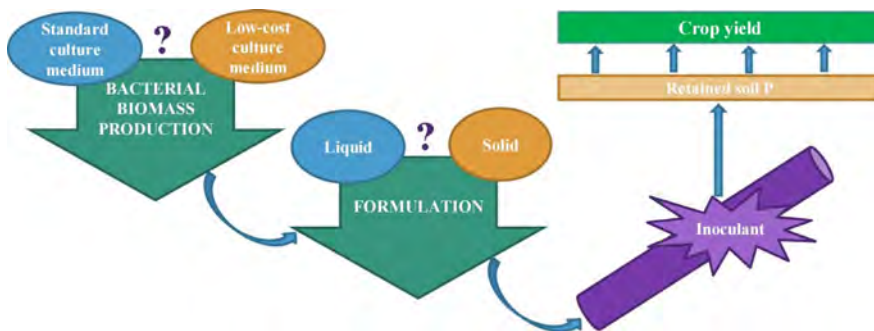 Standard
culture
medium
?
Low-cost
culture
medium
BACTERIAL
BIOMASS
PRODUCTION
Liquid
?
Solid
FORMULATION
Crop yield
Retained soil P
Inoculant